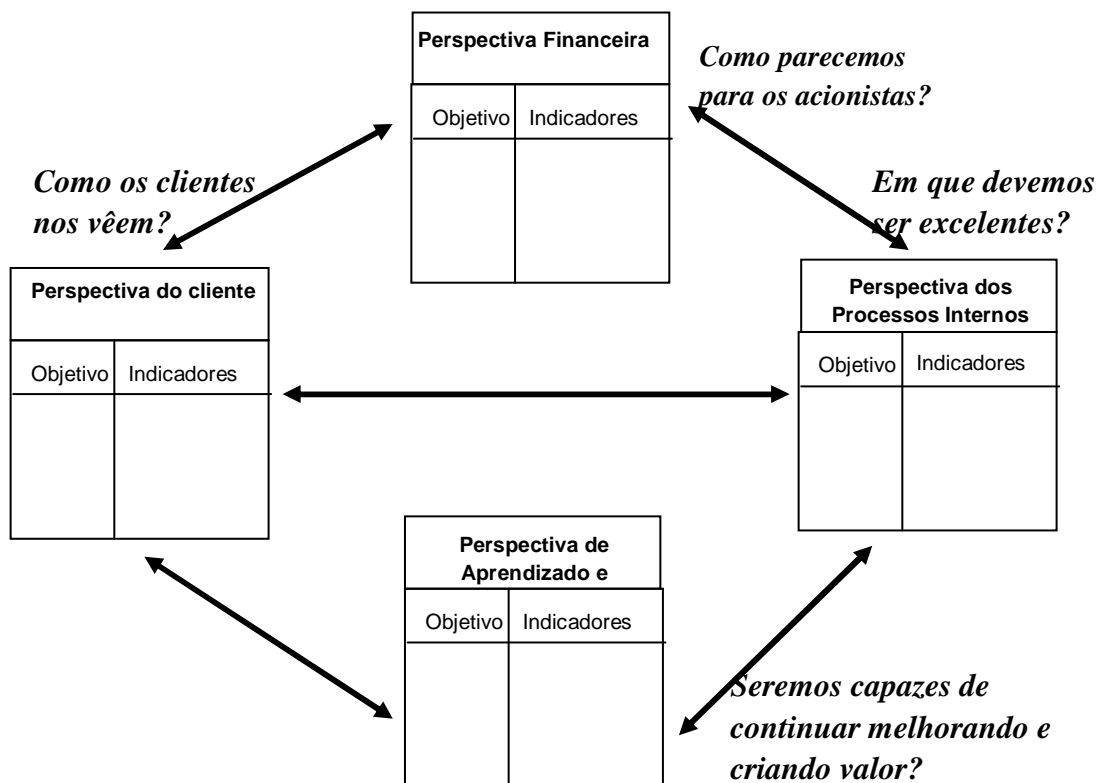 Perspectiva Financeira
Como parecemos
para os acionistas?
Objetivo Indicadores
Como os clientes
nos vêem?
Em que devemos
ser excelentes?
Perspectiva do cliente
Objetivo Indicadores
Perspectiva dos
Processos Internos
Objetivo Indicadores
Perspectiva de
Aprendizado e
Objetivo Indicadores
Seremos capazes de
continuar melhorando e
criando valor?